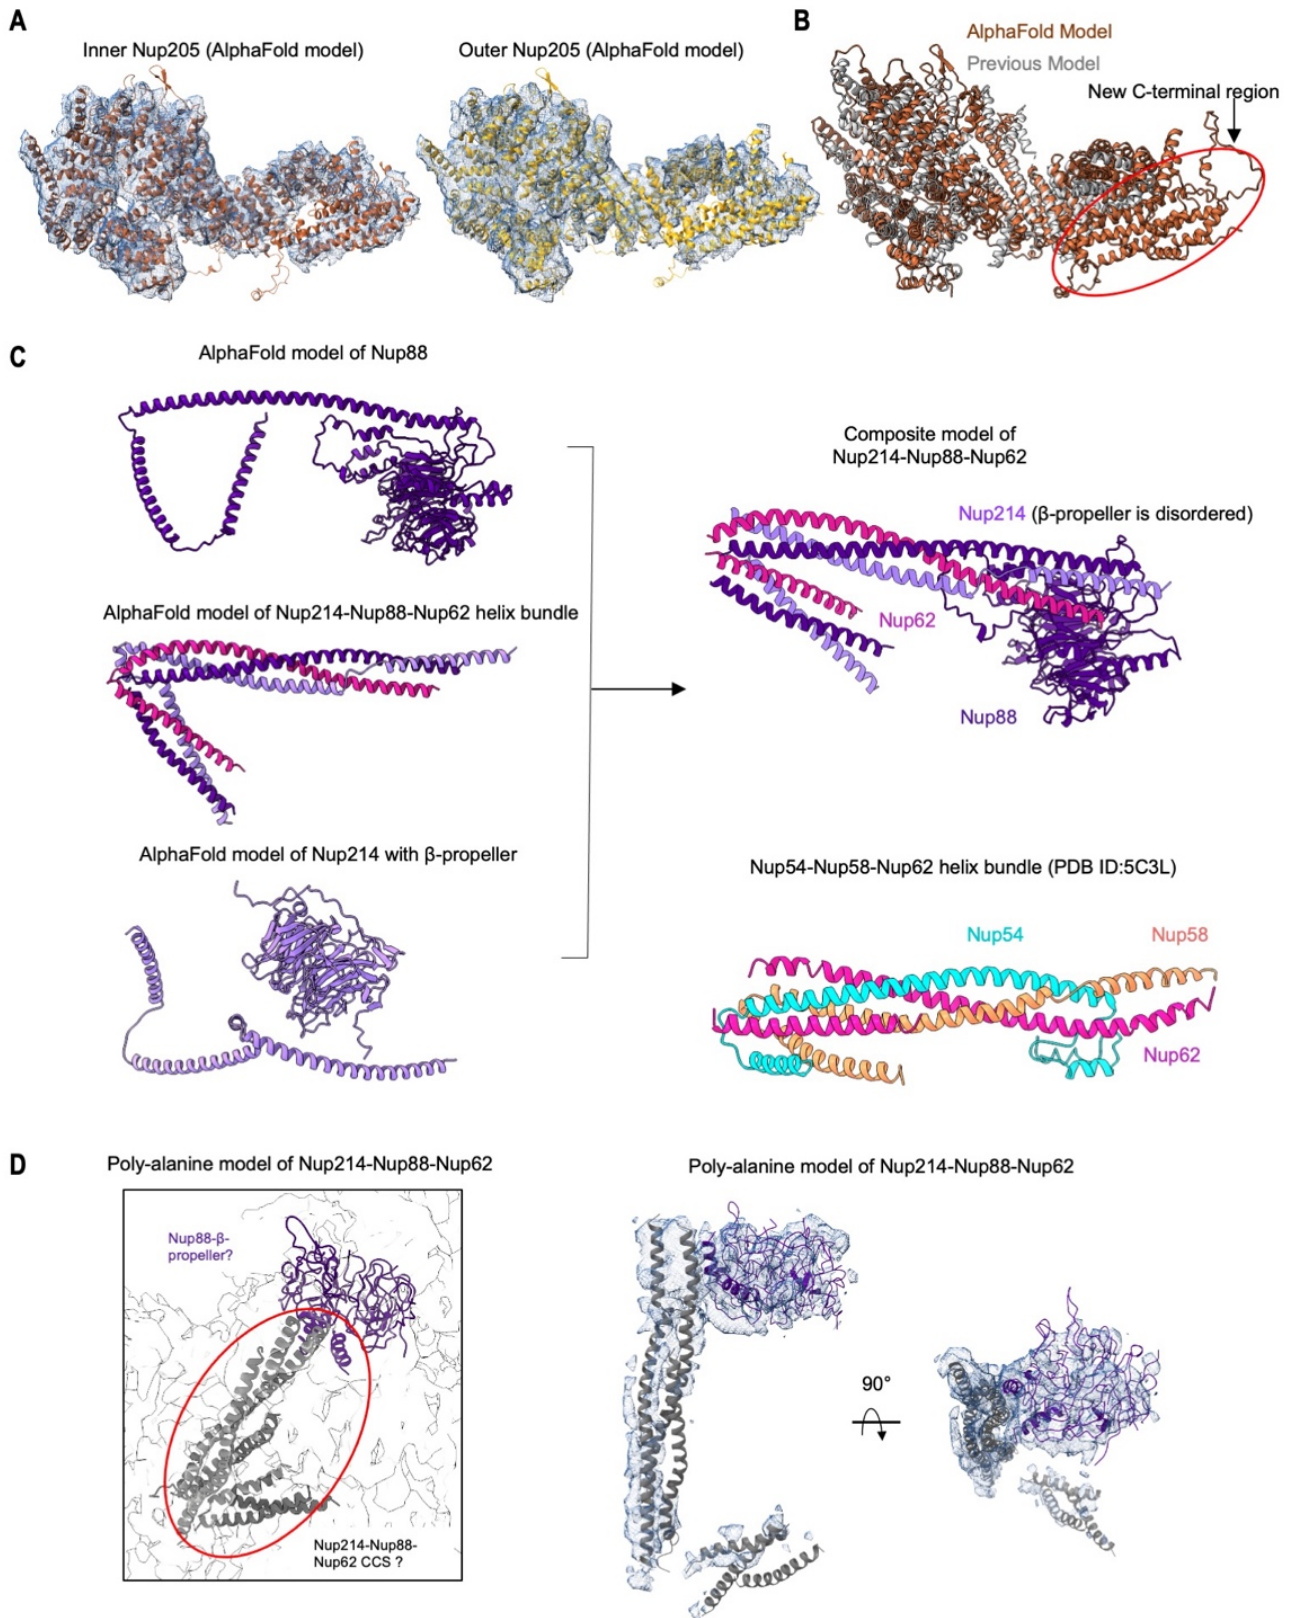 A
Inner Nup205 (AlphaFold model)
Outer Nup205 (AlphaFold model)
B
AlphaFold Model
Previous Model
New C-terminal region
C
AlphaFold model of Nup88
AlphaFold model of Nup214-Nup88-Nup62 helix bundle
AlphaFold model of Nup214 with β-propeller
Composite model of
Nup214-Nup88-Nup62
Nup214 (β-propeller is disordered)
Nup62
Nup88
Nup54-Nup58-Nup62 helix bundle (PDB ID:5C3L)
Nup54
Nup58
Nup62
D
Poly-alanine model of Nup214-Nup88-Nup62
Nup88-β-
propeller?
Nup214-Nup88-
Nup62 CCS ?
Poly-alanine model of Nup214-Nup88-Nup62
90°